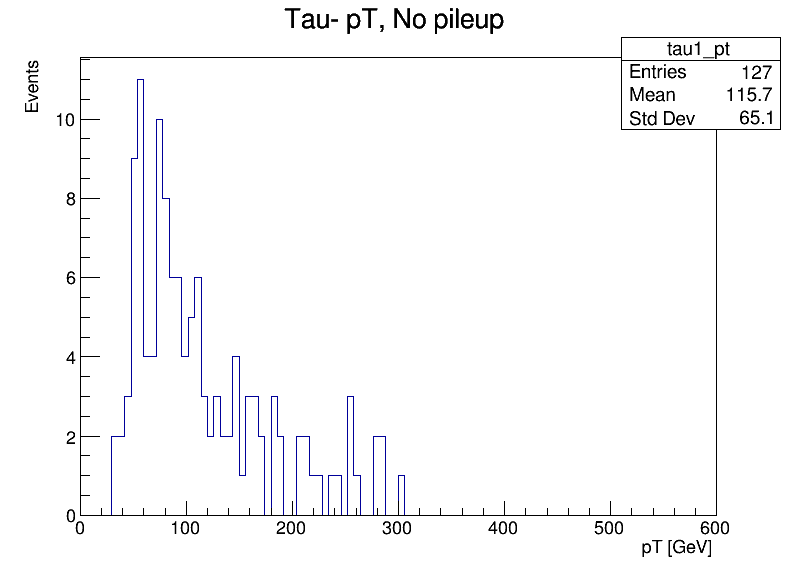 Tau- pT, No pileup
tau1_pt
Entries 127
Mean 115.7
Std Dev 65.1
Events
10
8
6
4
2
0
0 100 200 300 400 500 600
pT [GeV]